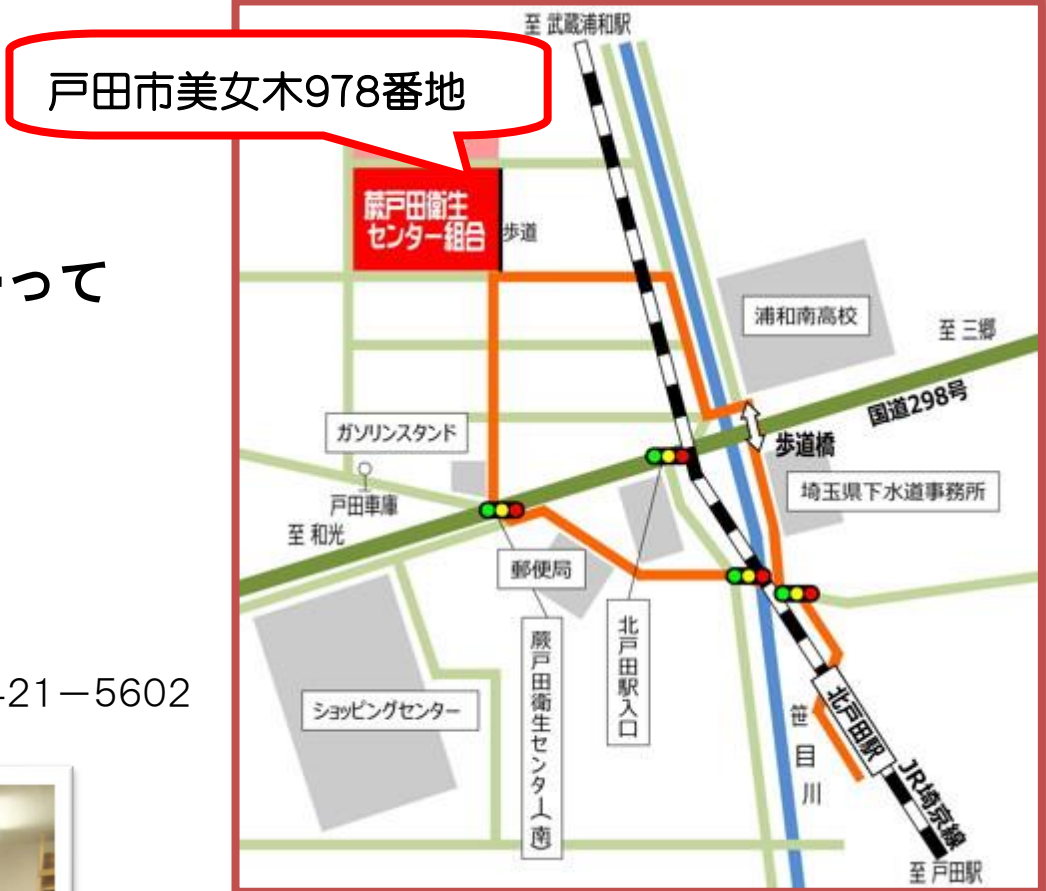 至 武蔵浦和駅
戸田市美女木978番地
蕨戸田衛生
センター組合
歩道
って
浦和南高校
至 三郷
国道298号
歩道橋
ガソリンスタンド
戸田車庫
埼玉県下水道事務所
至 和光
郵便局
北戸田駅入口
蕨戸田衛生センター(南)
21-5602
ショッピングセンター
笹目川
北戸田駅
JR埼京線
至 戸田駅